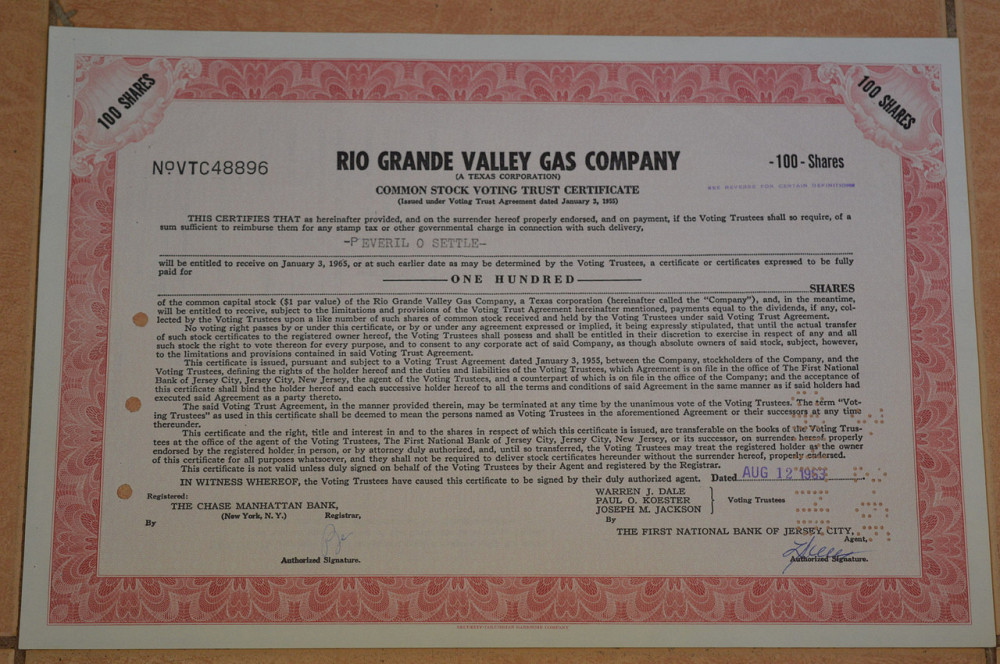 100 SHARES
100 SHARES
NoVTC48896
RIO GRANDE VALLEY GAS COMPANY
-100- Shares
(A TEXAS CORPORATION)
COMMON STOCK VOTING TRUST CERTIFICATE
SEE REVERSE FOR CERTAIN DEFINITIONS
(Issued under Voting Trust Agreement dated January 3, 1955)
THIS CERTIFIES THAT as hereinafter provided, and on the surrender hereof properly endorsed, and on payment, if the Voting Trustees shall so require, of a
sum sufficient to reimburse them for any stamp tax or other governmental charge in connection with such delivery,
-PEVERIL O SETTLE-
will be entitled to receive on January 3, 1965, or at such earlier date as may be determined by the Voting Trustees, a certificate or certificates expressed to be fully
paid for
ONE HUNDRED
SHARES
of the common capital stock ($1 par value) of the Rio Grande Valley Gas Company, a Texas corporation (hereinafter called the "Company"), and, in the meantime,
will be entitled to receive, subject to the limitations and provisions of the Voting Trust Agreement hereinafter mentioned, payments equal to the dividends, if any, col-
lected by the Voting Trustees upon a like number of such shares of common stock received and held by the Voting Trustees under said Voting Trust Agreement.
No voting right passes by or under this certificate, or by or under any agreement expressed or implied, it being expressly stipulated, that until the actual transfer
of such stock certificates to the registered owner hereof, the Voting Trustees shall possess and shall be entitled in their discretion to exercise in respect of any and all
such stock the right to vote thereon for every purpose, and to consent to any corporate act of said Company, as though absolute owners of said stock, subject, however,
to the limitations and provisions contained in said Voting Trust Agreement.
This certificate is issued, pursuant and subject to a Voting Trust Agreement dated January 3, 1955, between the Company, stockholders of the Company, and the
Voting Trustees, defining the rights of the holder hereof and the duties and liabilities of the Voting Trustees, which Agreement is on file in the office of The First National
Bank of Jersey City, Jersey City, New Jersey, the agent of the Voting Trustees, and a counterpart of which is on file in the office of the Company; and the acceptance of
this certificate shall bind the holder hereof and each successive holder hereof to all the terms and conditions of said Agreement in the same manner as if said holders had
executed said Agreement as a party thereto.
The said Voting Trust Agreement, in the manner provided therein, may be terminated at any time by the unanimous vote of the Voting Trustees. The term "Vot-
ing Trustees" as used in this certificate shall be deemed to mean the persons named as Voting Trustees in the aforementioned Agreement or their successors at any time
thereunder.
This certificate and the right, title and interest in and to the shares in respect of which this certificate is issued, are transferable on the books of the Voting Trus-
tees at the office of the agent of the Voting Trustees, The First National Bank of Jersey City, Jersey City, New Jersey, or its successor, on surrender hereof, properly
endorsed by the registered holder in person, or by attorney duly authorized, and, until so transferred, the Voting Trustees may treat the registered holder as the owner
of this certificate for all purposes whatsoever, and they shall not be required to deliver stock certificates hereunder without the surrender hereof, properly endorsed.
This certificate is not valid unless duly signed on behalf of the Voting Trustees by their Agent and registered by the Registrar.
IN WITNESS WHEREOF, the Voting Trustees have caused this certificate to be signed by their duly authorized agent. Dated AUG 12 1963
Registered:
THE CHASE MANHATTAN BANK,
(New York, N. Y.) Registrar,
By
Authorized Signature.
WARREN J. DALE
PAUL O. KOESTER
JOSEPH M. JACKSON
Voting Trustees
By
THE FIRST NATIONAL BANK OF JERSEY CITY,
Agent,
Authorized Signature.